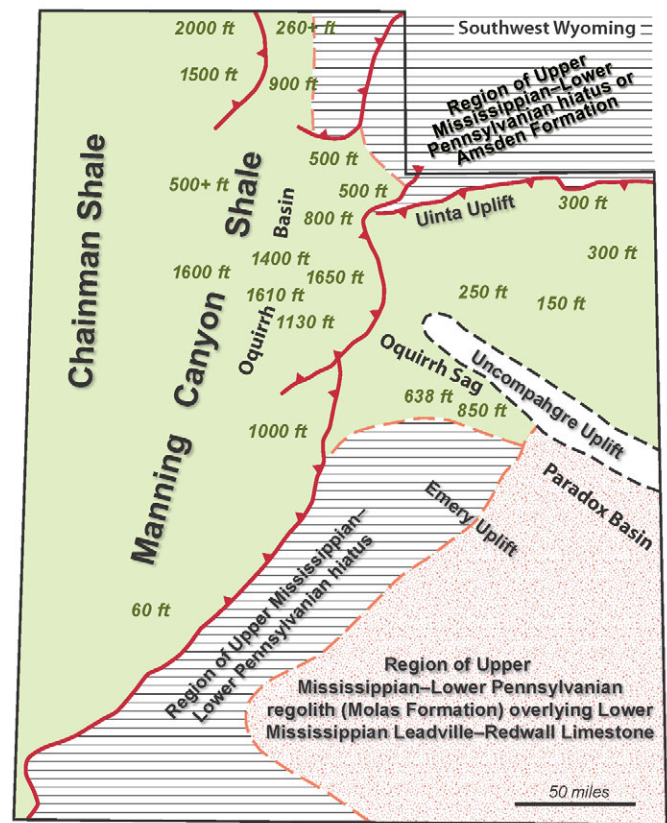 2000 ft
260+ ft
Southwest Wyoming
1500 ft
900 ft
Region of Upper
Mississippian–Lower
Pennsylvanian hiatus or
Amsden Formation
500 ft
500+ ft
500 ft
Chainman Shale
Manning Canyon Shale
Oquirrh Basin
800 ft
Uinta Uplift
300 ft
1400 ft
300 ft
1600 ft
1650 ft
1610 ft
250 ft
150 ft
1130 ft
Oquirrh Sag
Uncompahgre Uplift
638 ft
850 ft
1000 ft
Paradox Basin
Emery Uplift
Region of Upper Mississippian–
Lower Pennsylvanian hiatus
60 ft
Region of Upper
Mississippian–Lower Pennsylvanian
regolith (Molas Formation) overlying Lower
Mississippian Leadville–Redwall Limestone
50 miles